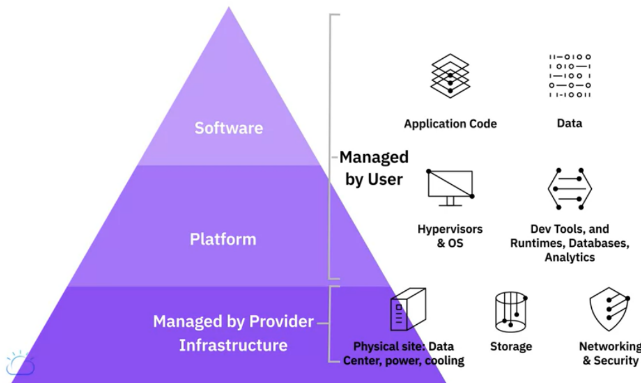 Software
Platform
Managed by Provider
Infrastructure
Managed
by User
Application Code
Data
Hypervisors
& OS
Dev Tools, and
Runtimes, Databases,
Analytics
Physical site: Data
Center, power, cooling
Storage
Networking
& Security